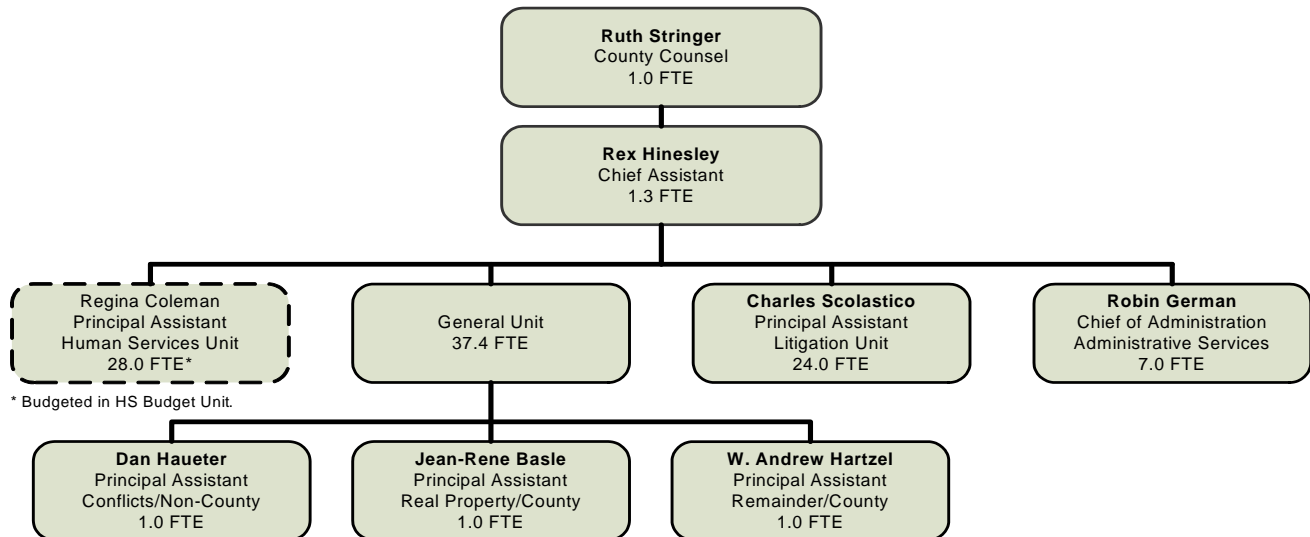 Ruth Stringer
County Counsel
1.0 FTE
Rex Hinesley
Chief Assistant
1.3 FTE
Regina Coleman
Principal Assistant
Human Services Unit
28.0 FTE*
General Unit
37.4 FTE
Charles Scolastico
Principal Assistant
Litigation Unit
24.0 FTE
Robin German
Chief of Administration
Administrative Services
7.0 FTE
* Budgeted in HS Budget Unit.
Dan Haueter
Principal Assistant
Conflicts/Non-County
1.0 FTE
Jean-Rene Basle
Principal Assistant
Real Property/County
1.0 FTE
W. Andrew Hartzel
Principal Assistant
Remainder/County
1.0 FTE